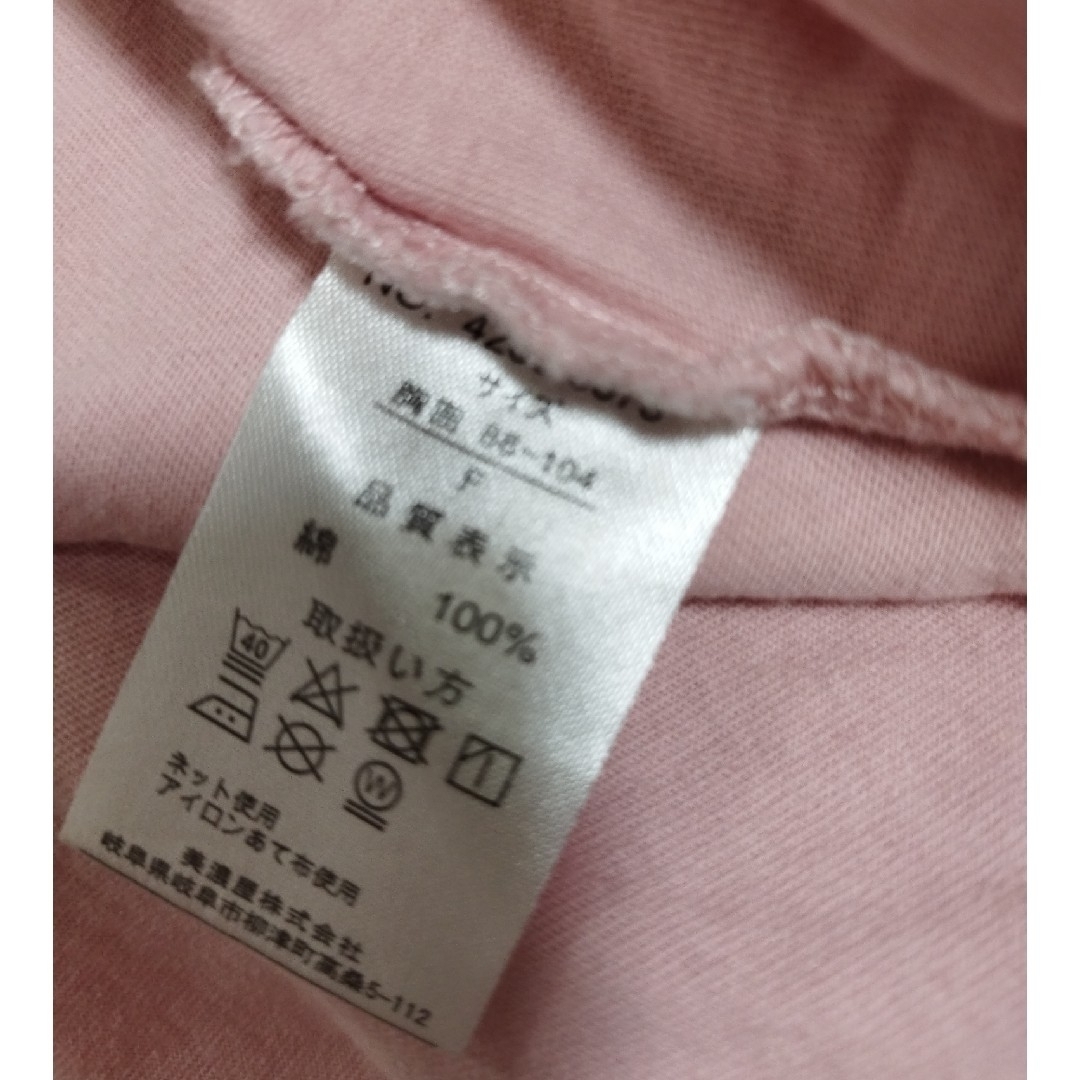 サイズ
胸囲 88~104
F
品質表示
綿 100%
取扱い方
40
W
ネット使用
アイロンあて布使用
美濃屋株式会社
岐阜県岐阜市柳津町高桑5-112